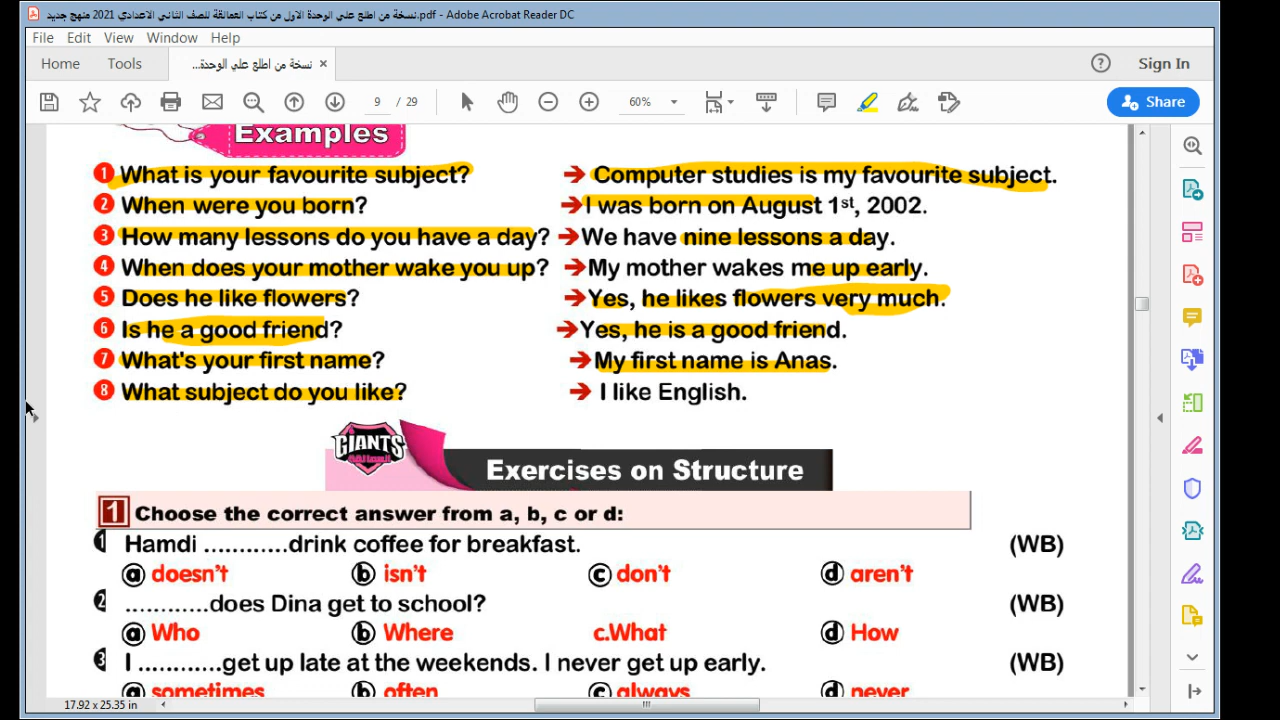 نسخة من اطلع علي الوحدة الاول من كتاب العمالقة للصف الثاني الاعدادي 2021 منهج جديد.pdf - Adobe Acrobat Reader DC
File Edit View Window Help
Home Tools نسخة من اطلع علي الوحدة... × Sign In
9 / 29 60% Share
Examples
1 What is your favourite subject? ➔ Computer studies is my favourite subject.
2 When were you born? ➔ I was born on August 1st, 2002.
3 How many lessons do you have a day? ➔ We have nine lessons a day.
4 When does your mother wake you up? ➔ My mother wakes me up early.
5 Does he like flowers? ➔ Yes, he likes flowers very much.
6 Is he a good friend? ➔ Yes, he is a good friend.
7 What's your first name? ➔ My first name is Anas.
8 What subject do you like? ➔ I like English.
GIANTS
Exercises on Structure
1 Choose the correct answer from a, b, c or d:
1 Hamdi ............drink coffee for breakfast. (WB)
a doesn't b isn't c don't d aren't
2 ............does Dina get to school? (WB)
a Who b Where c.What d How
3 I ............get up late at the weekends. I never get up early. (WB)
a sometimes b often c always d never
17.92 x 25.35 in